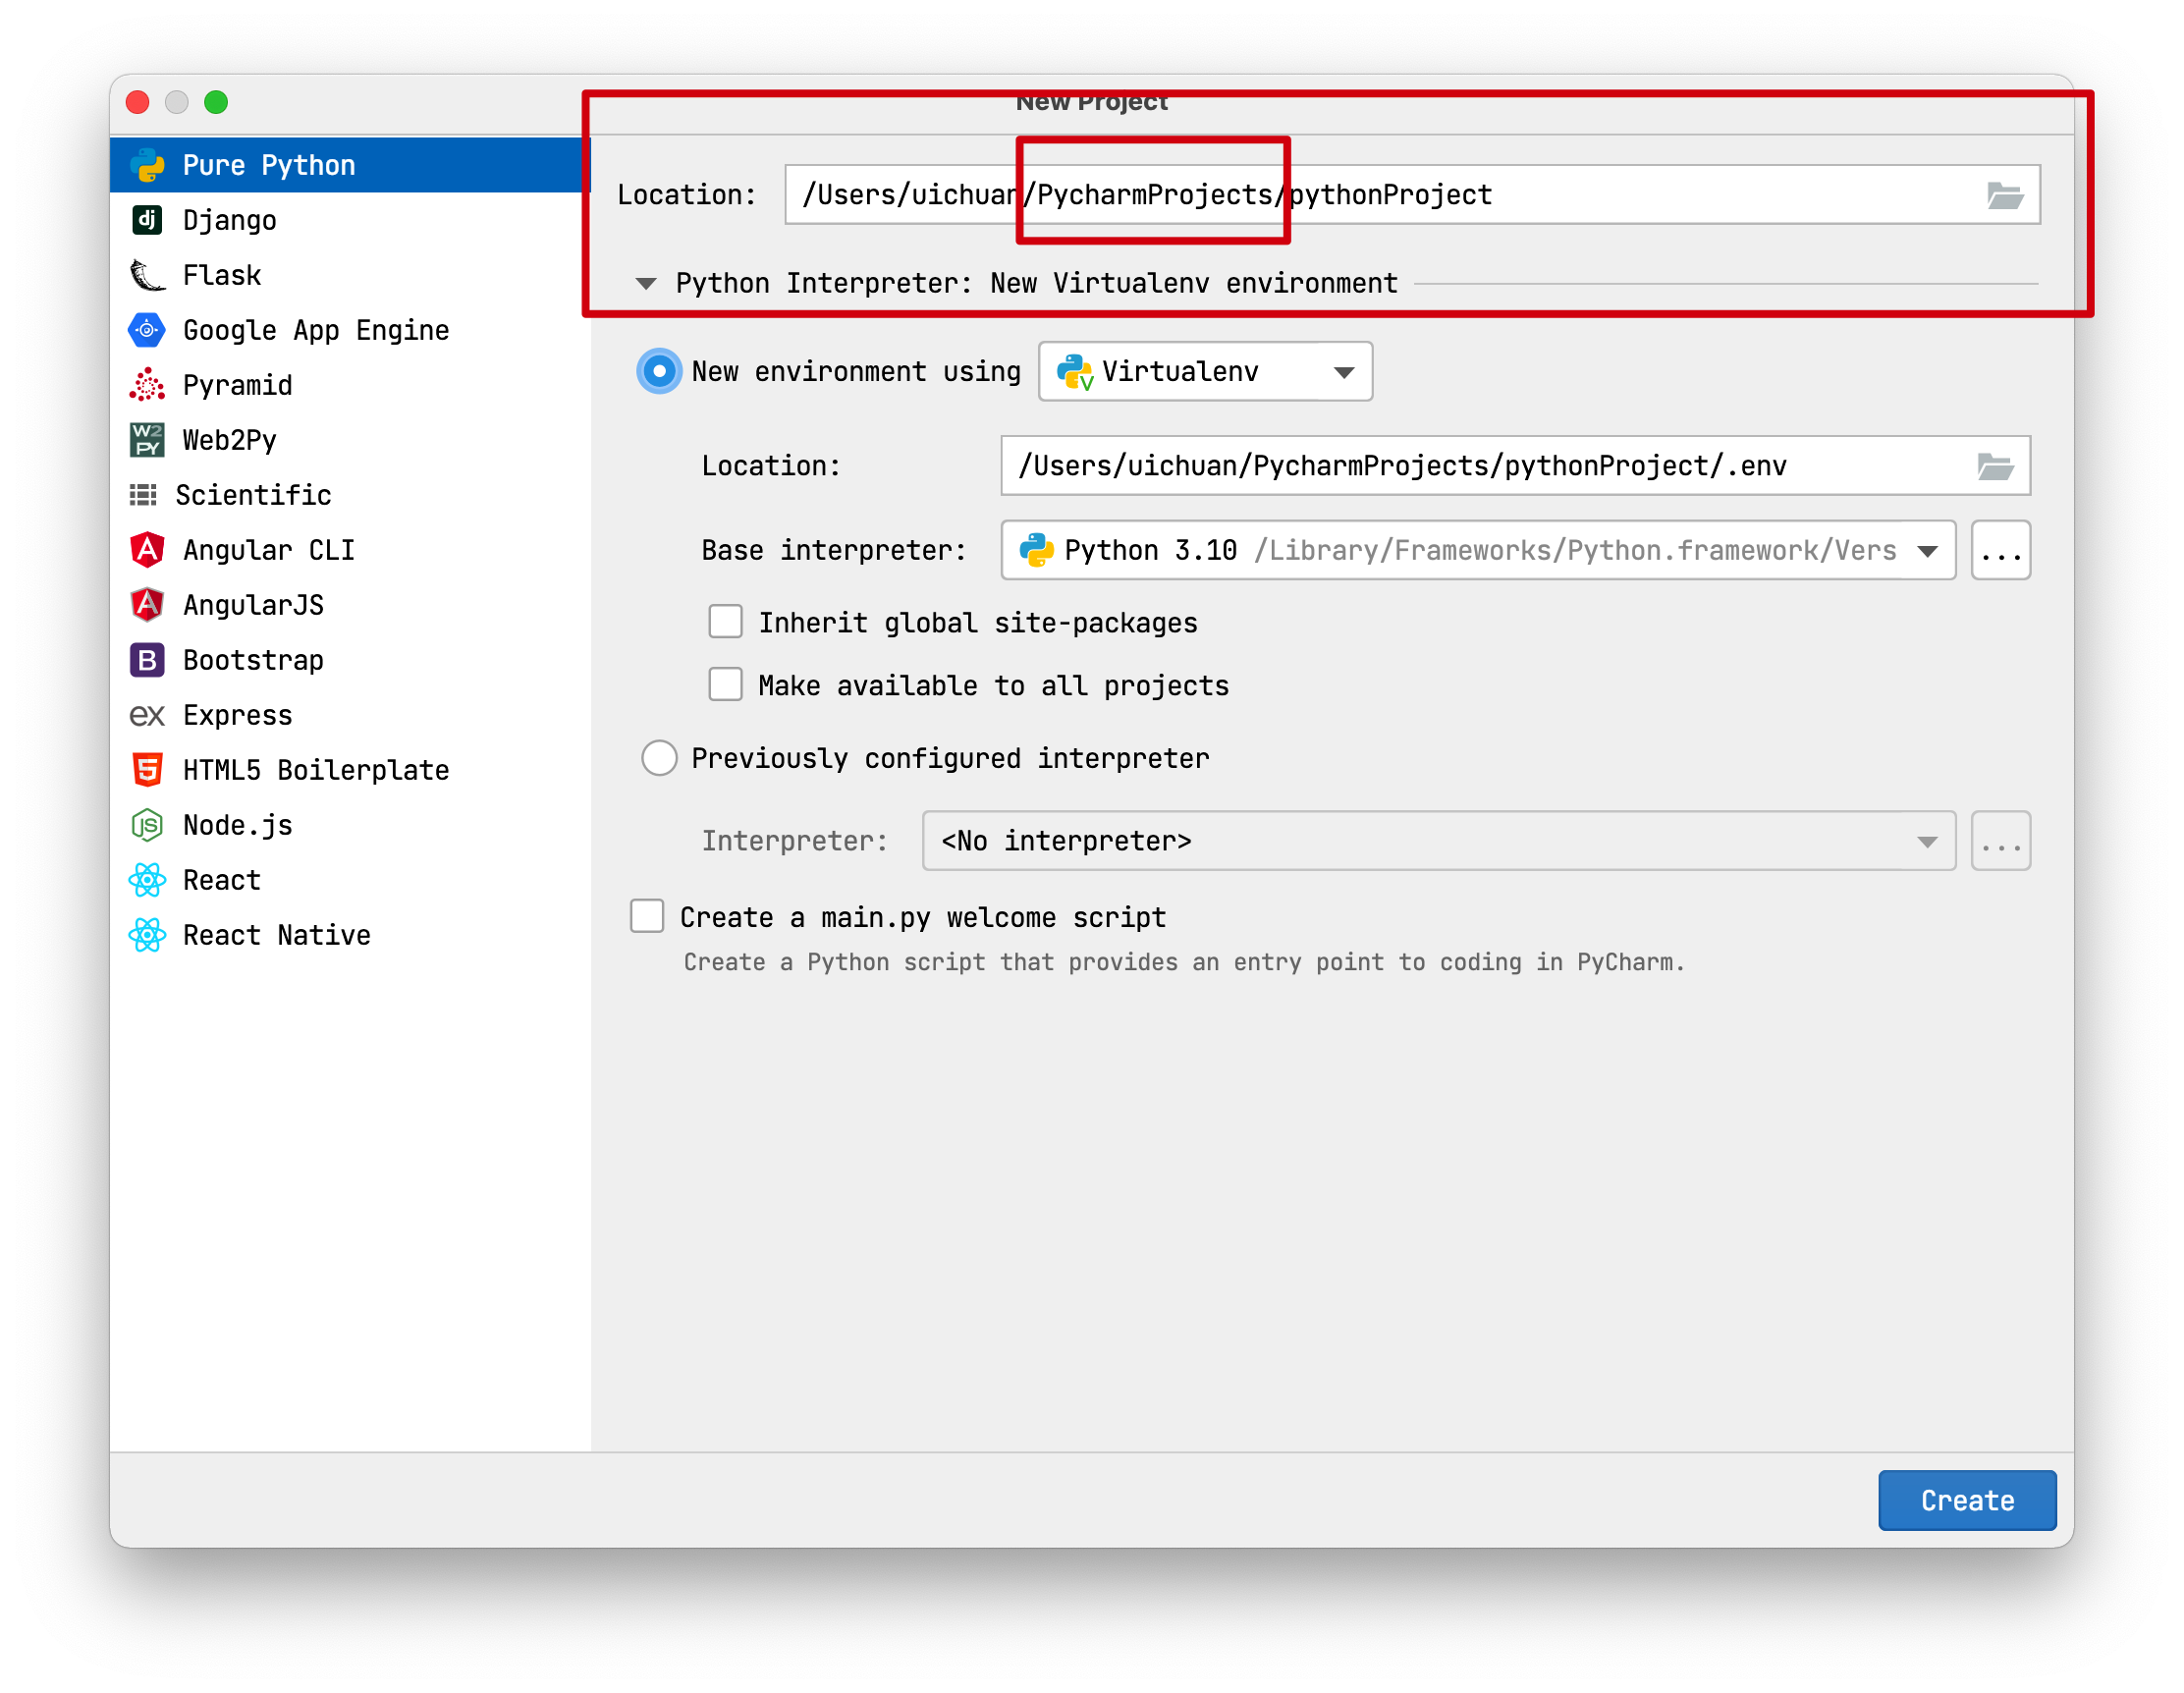 New Project
Pure Python
Django
Flask
Google App Engine
Pyramid
Web2Py
Scientific
Angular CLI
AngularJS
Bootstrap
Express
HTML5 Boilerplate
Node.js
React
React Native
Location: /Users/uichuan/PycharmProjects/pythonProject
Python Interpreter: New Virtualenv environment
New environment using Virtualenv
Location: /Users/uichuan/PycharmProjects/pythonProject/.env
Base interpreter: Python 3.10 /Library/Frameworks/Python.framework/Vers ...
Inherit global site-packages
Make available to all projects
Previously configured interpreter
Interpreter: <No interpreter> ...
Create a main.py welcome script
Create a Python script that provides an entry point to coding in PyCharm.
Create